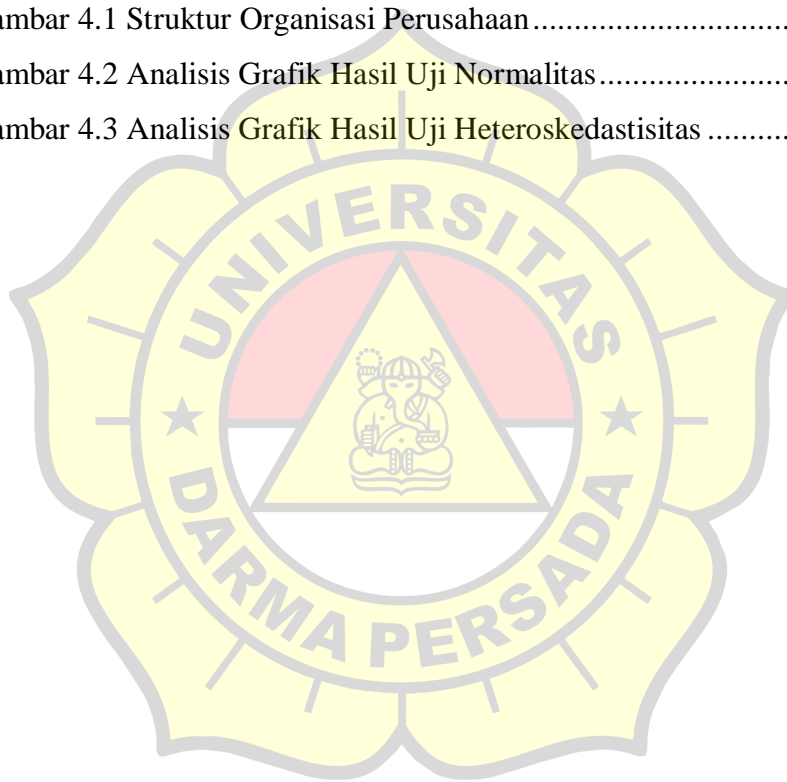 ambar 4.1 Struktur Organisasi Perusahaan..............................
ambar 4.2 Analisis Grafik Hasil Uji Normalitas......................
ambar 4.3 Analisis Grafik Hasil Uji Heteroskedastisitas ..........
UNIVERSITAS
DARMA PERSADA